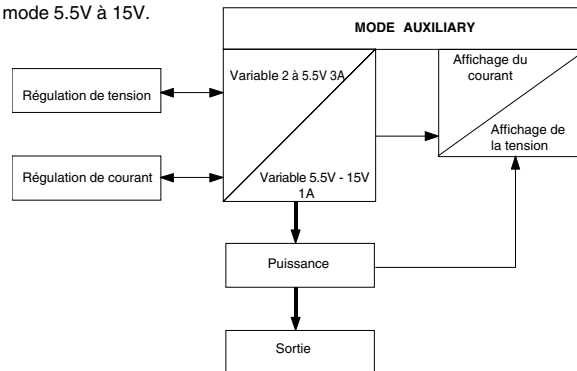 mode 5.5V à 15V.
MODE AUXILIARY
Variable 2 à 5.5V 3A
Affichage du
courant
Régulation de tension
Affichage de
la tension
Régulation de courant
Variable 5.5V - 15V
1A
Puissance
Sortie